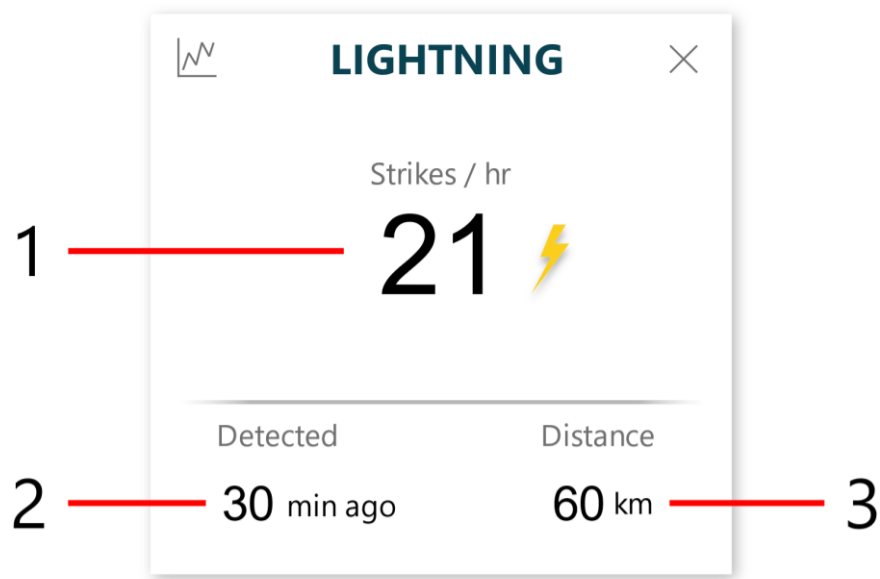 LIGHTNING
Strikes / hr
1
21
Detected
Distance
2
30 min ago
60 km
3